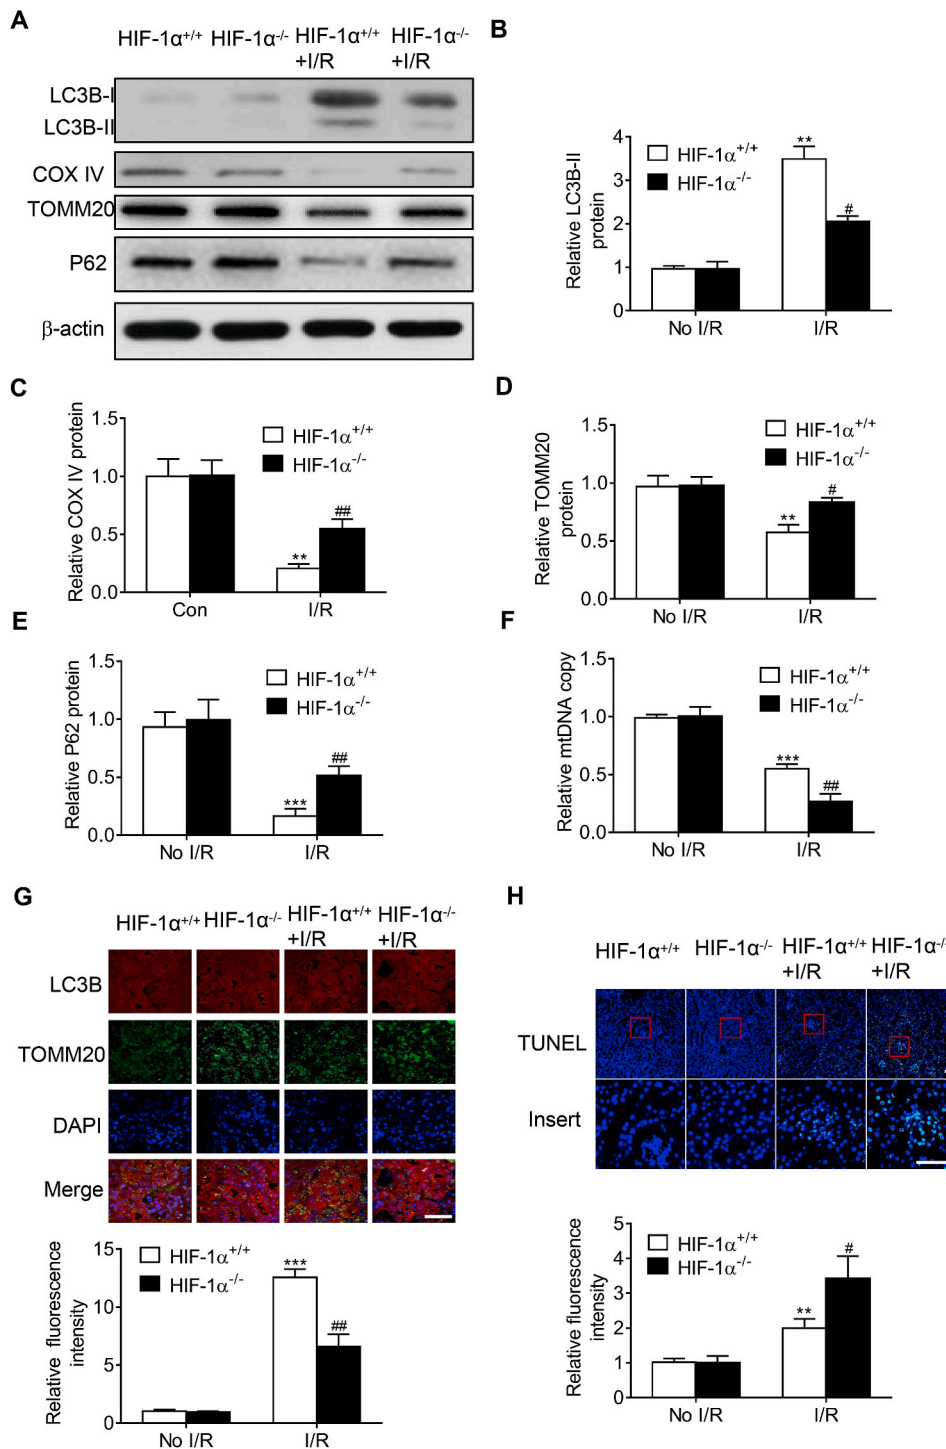 A
HIF-1α+/+ HIF-1α-/- HIF-1α+/+ HIF-1α-/-
+I/R +I/R
LC3B-I
LC3B-II
COX IV
TOMM20
P62
β-actin
B
Relative LC3B-II
protein
4
3
2
1
0
HIF-1α+/+
HIF-1α-/-
**
#
No I/R I/R
C
Relative COX IV protein
1.5
1.0
0.5
0.0
HIF-1α+/+
HIF-1α-/-
**
##
Con I/R
D
Relative TOMM20
protein
1.5
1.0
0.5
0.0
HIF-1α+/+
HIF-1α-/-
**
#
No I/R I/R
E
Relative P62 protein
1.5
1.0
0.5
0.0
HIF-1α+/+
HIF-1α-/-
***
##
No I/R I/R
F
Relative mtDNA copy
1.5
1.0
0.5
0.0
HIF-1α+/+
HIF-1α-/-
***
##
No I/R I/R
G
HIF-1α+/+ HIF-1α-/- HIF-1α+/+ HIF-1α-/-
+I/R +I/R
LC3B
TOMM20
DAPI
Merge
Relative fluorescence
intensity
15
10
5
0
HIF-1α+/+
HIF-1α-/-
***
##
No I/R I/R
H
HIF-1α+/+ HIF-1α-/- HIF-1α+/+ HIF-1α-/-
+I/R +I/R
TUNEL
Insert
Relative fluorescence
intensity
5
4
3
2
1
0
HIF-1α+/+
HIF-1α-/-
**
#
No I/R I/R